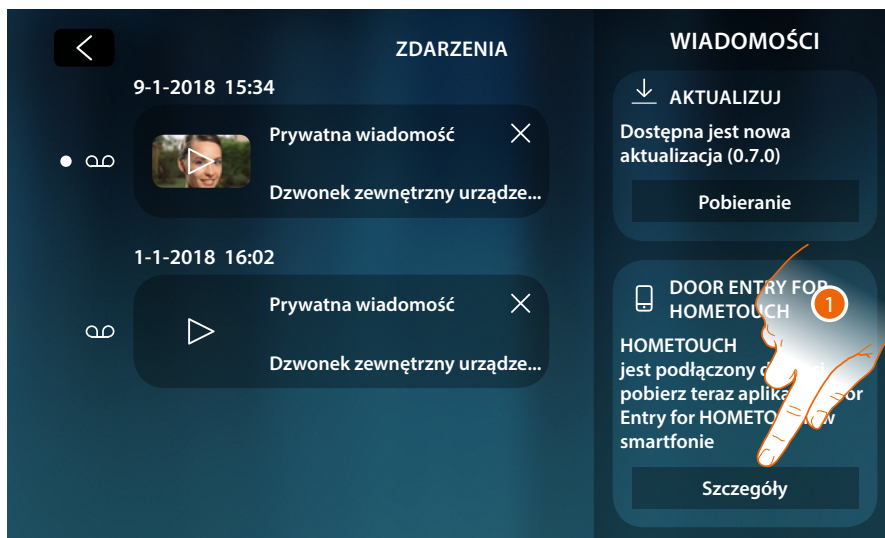 ZDARZENIA
9-1-2018 15:34
Prywatna wiadomość
Dzwonek zewnętrzny urządze...
1-1-2018 16:02
Prywatna wiadomość
Dzwonek zewnętrzny urządze...
WIADOMOŚCI
AKTUALIZUJ
Dostępna jest nowa
aktualizacja (0.7.0)
Pobieranie
DOOR ENTRY FOR
HOMETOUCH
1
HOMETOUCH
jest podłączony
pobierz teraz
Entry for
smartfonie
Szczegóły